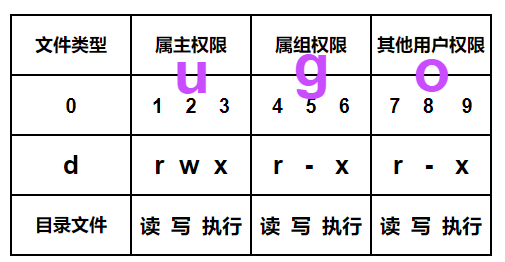 文件类型 属主权限 属组权限 其他用户权限
u g o
0 1 2 3 4 5 6 7 8 9
d r w x r - x r - x
目录文件 读 写 执行 读 写 执行 读 写 执行